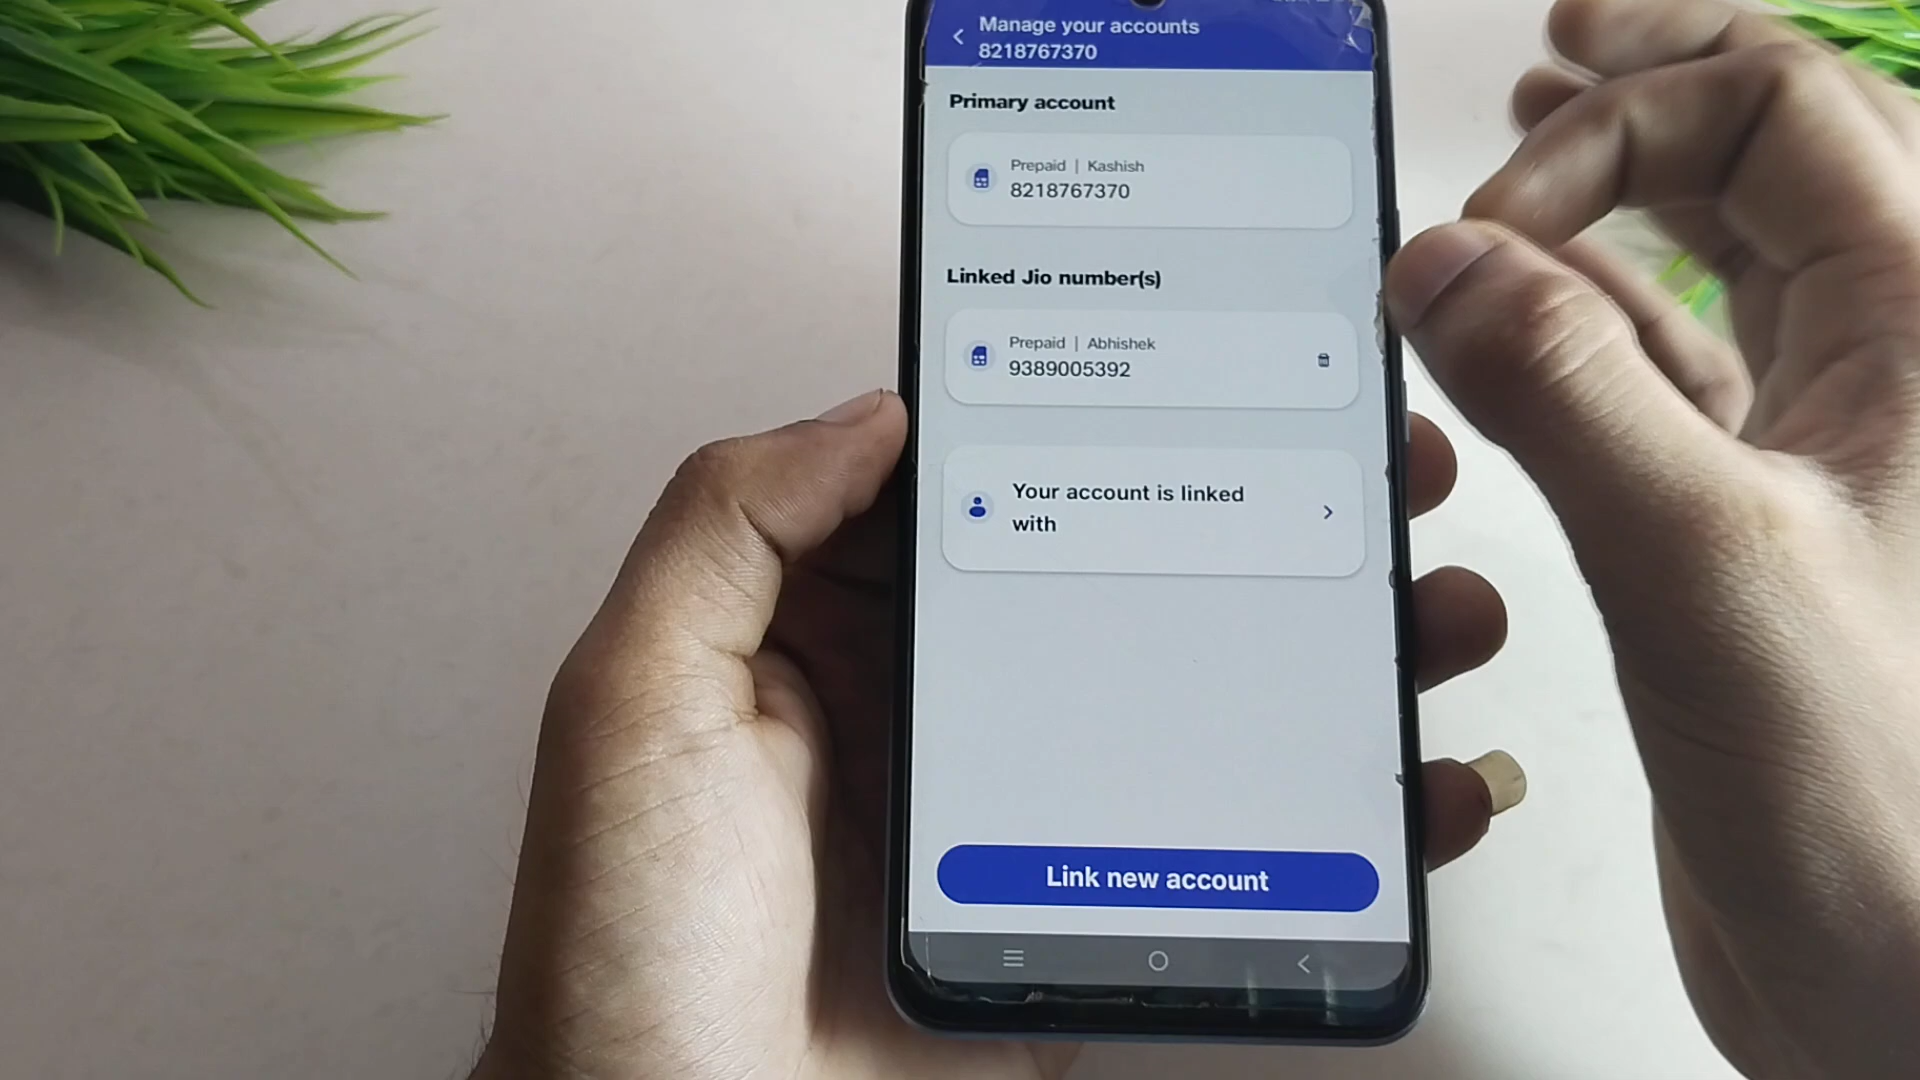 Manage your accounts
8218767370
Primary account
Prepaid | Kashish
8218767370
Linked Jio number(s)
Prepaid | Abhishek
9389005392
Your account is linked
with
Link new account